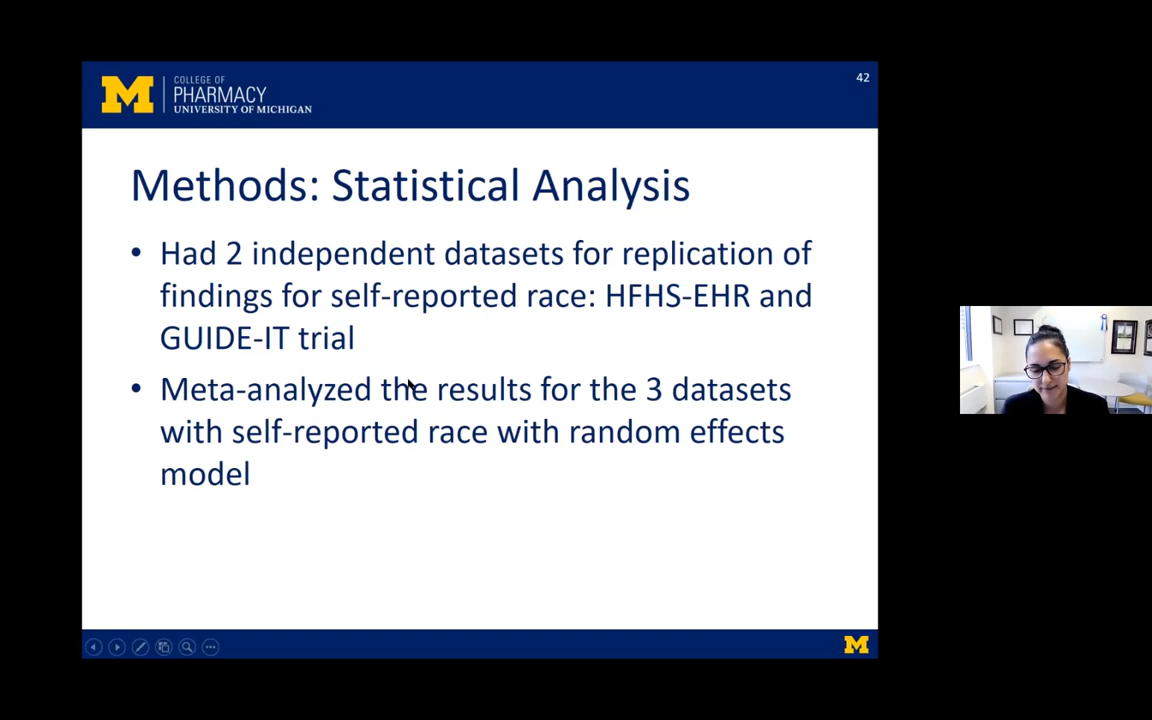 COLLEGE OF
PHARMACY
UNIVERSITY OF MICHIGAN
42
Methods: Statistical Analysis
• Had 2 independent datasets for replication of
findings for self-reported race: HFHS-EHR and
GUIDE-IT trial
• Meta-analyzed the results for the 3 datasets
with self-reported race with random effects
model